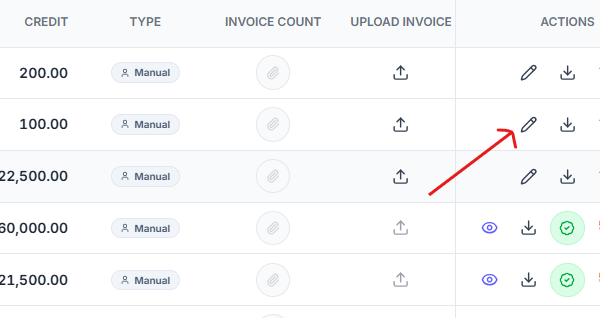 CREDIT TYPE INVOICE COUNT UPLOAD INVOICE ACTIONS
200.00 Manual
100.00 Manual
22,500.00 Manual
60,000.00 Manual
21,500.00 Manual